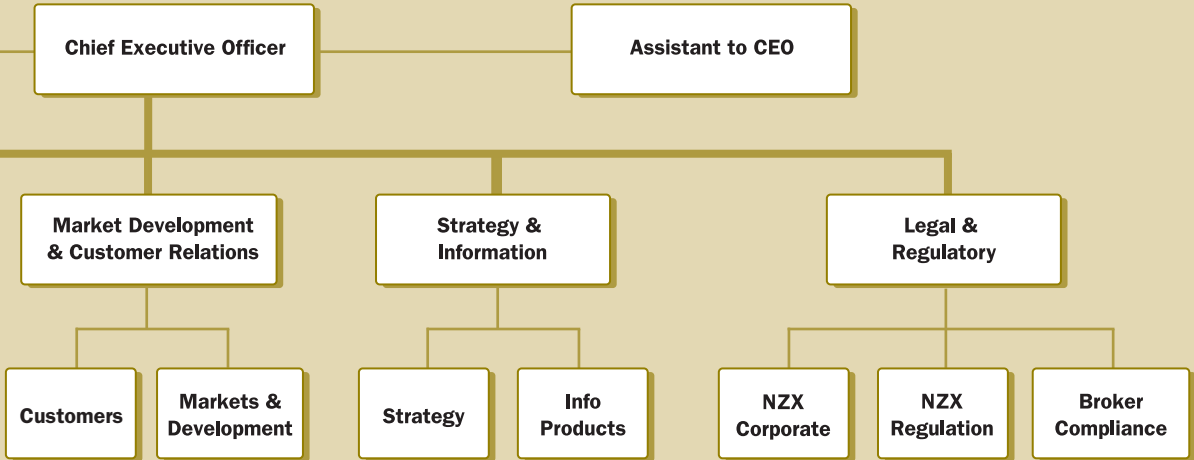 Chief Executive Officer
Assistant to CEO
Market Development
& Customer Relations
Strategy &
Information
Legal &
Regulatory
Customers
Markets &
Development
Strategy
Info
Products
NZX
Corporate
NZX
Regulation
Broker
Compliance